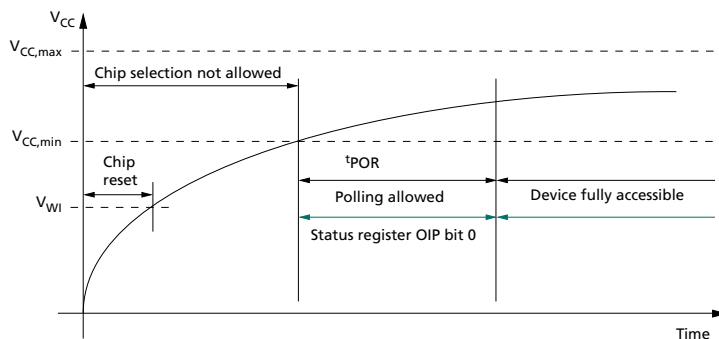 VCC
VCC,max
Chip selection not allowed
VCC,min
Chip
reset
tPOR
Polling allowed
Device fully accessible
VWI
Status register OIP bit 0
Time